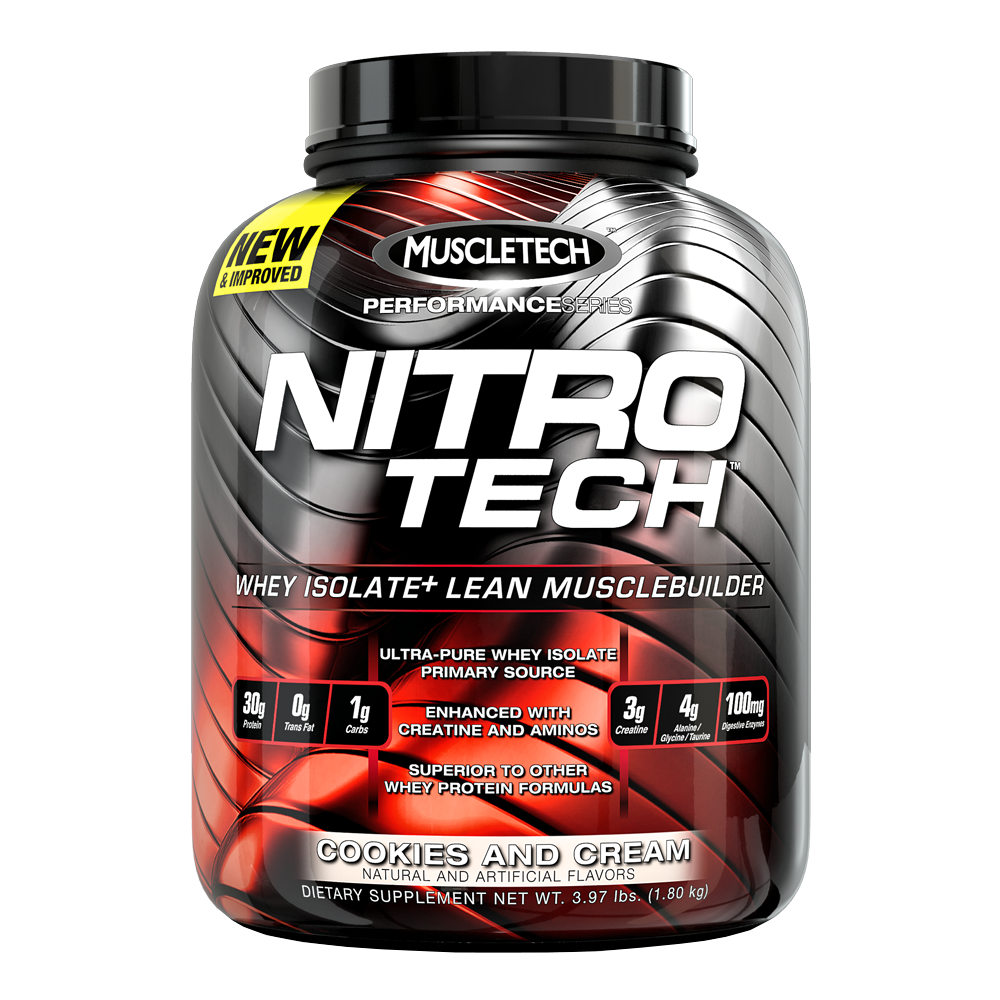 NEW
& IMPROVED
MUSCLETECH™
PERFORMANCESERIES
NITRO
TECH™
WHEY ISOLATE+ LEAN MUSCLEBUILDER
ULTRA-PURE WHEY ISOLATE
PRIMARY SOURCE
ENHANCED WITH
CREATINE AND AMINOS
SUPERIOR TO OTHER
WHEY PROTEIN FORMULAS
30g
Protein
0g
Trans Fat
1g
Carbs
3g
Creatine
4g
Alanine/
Glycine/Taurine
100mg
Digestive Enzymes
COOKIES AND CREAM
NATURAL AND ARTIFICIAL FLAVORS
DIETARY SUPPLEMENT NET WT. 3.97 lbs. (1.80 kg)